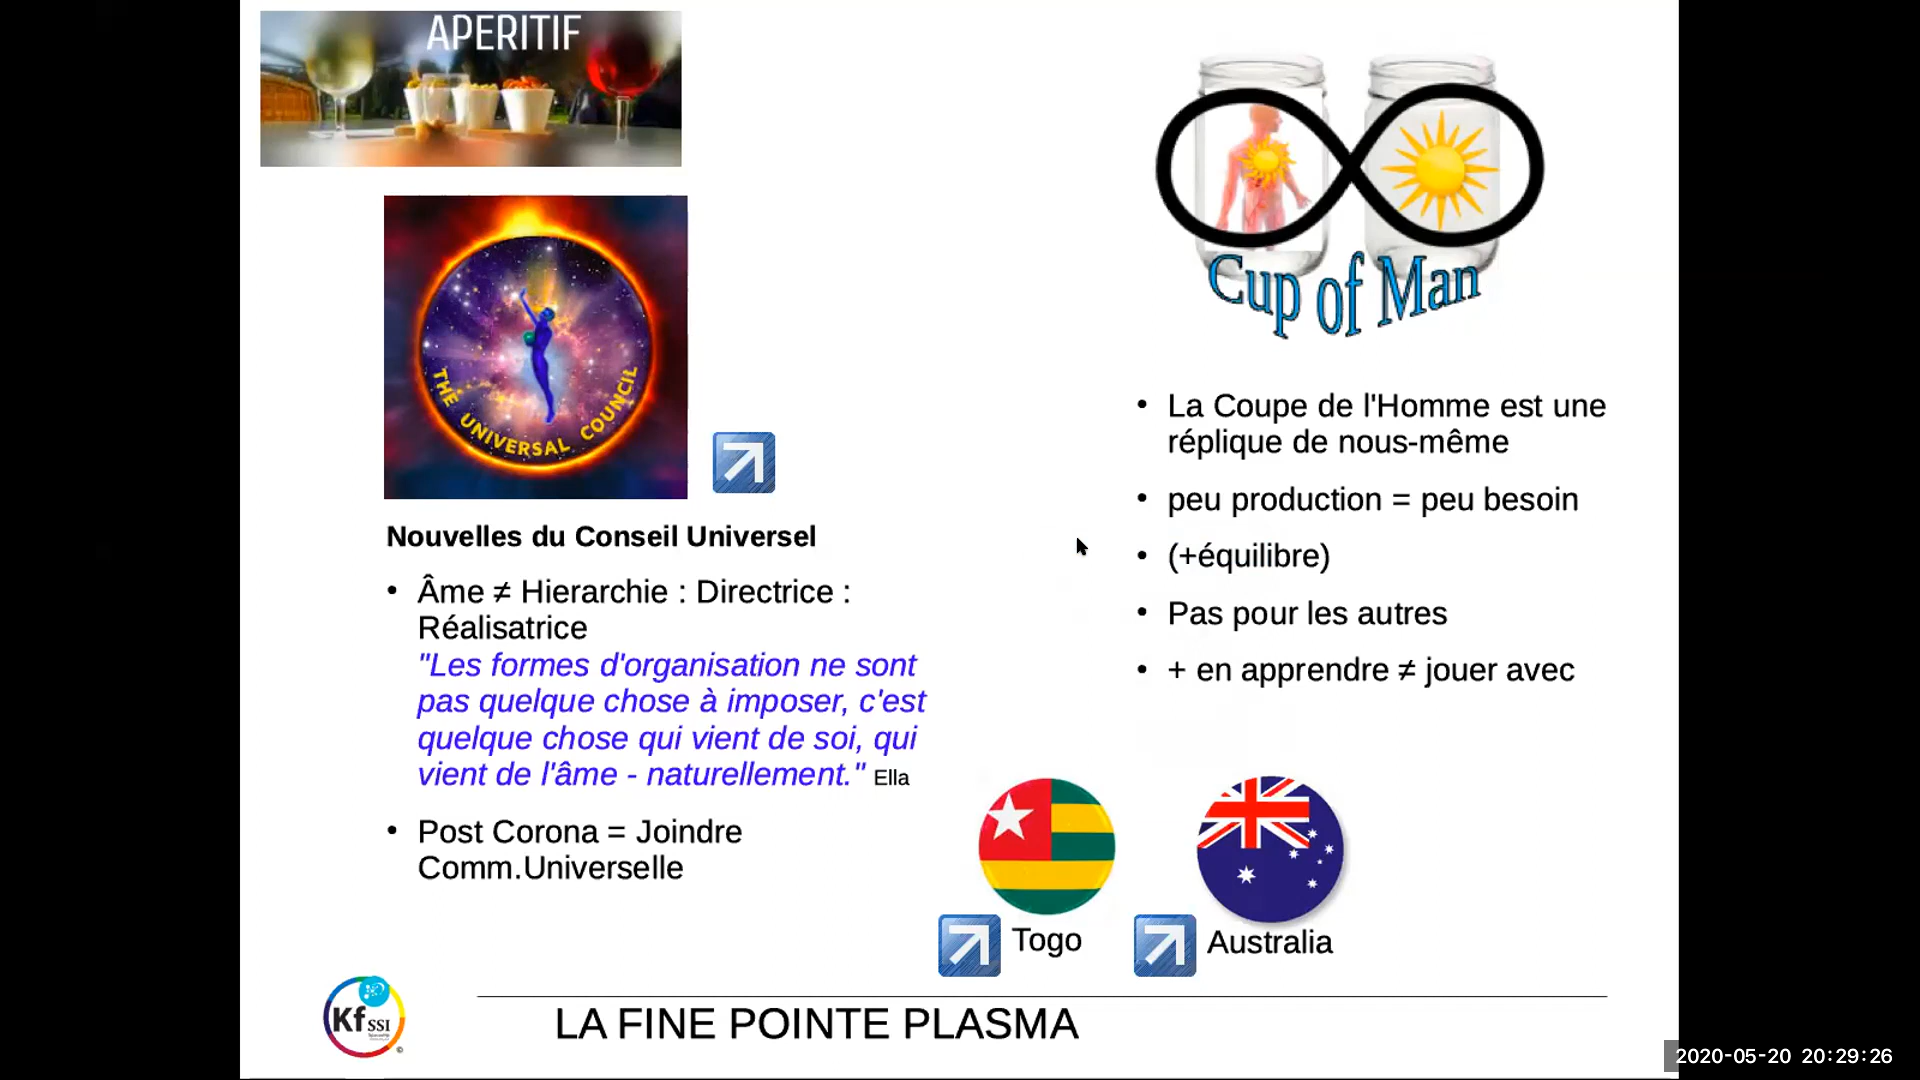 APERITIF
THE UNIVERSAL COUNCIL
Nouvelles du Conseil Universel
• Âme ≠ Hierarchie : Directrice :
Réalisatrice
"Les formes d'organisation ne sont
pas quelque chose à imposer, c'est
quelque chose qui vient de soi, qui
vient de l'âme - naturellement." Ella
• Post Corona = Joindre
Comm.Universelle
Cup of Man
• La Coupe de l'Homme est une
réplique de nous-même
• peu production = peu besoin
• (+équilibre)
• Pas pour les autres
• + en apprendre ≠ jouer avec
Togo
Australia
Kf SSI
©
LA FINE POINTE PLASMA
2020-05-20 20:29:26